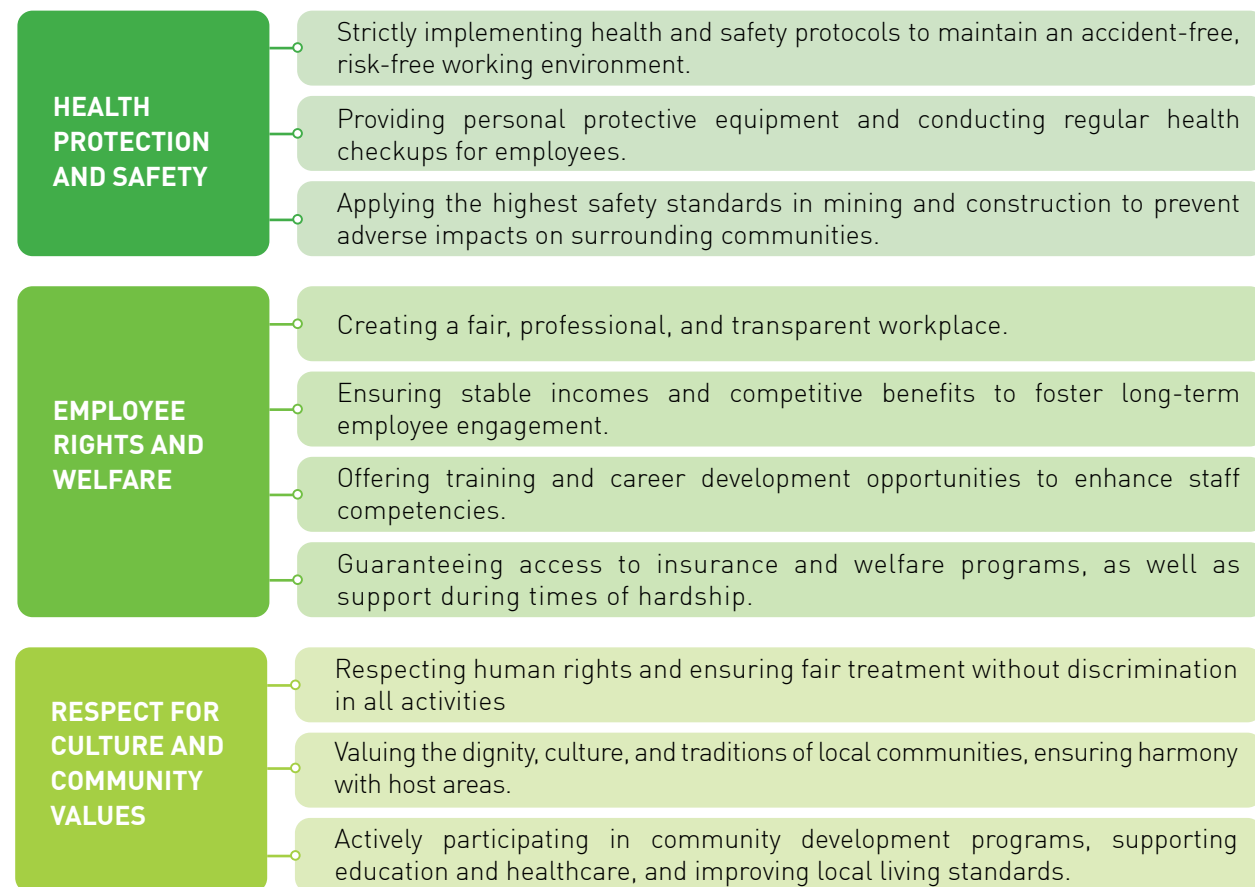 HEALTH
PROTECTION
AND SAFETY
Strictly implementing health and safety protocols to maintain an accident-free,
risk-free working environment.
Providing personal protective equipment and conducting regular health
checkups for employees.
Applying the highest safety standards in mining and construction to prevent
adverse impacts on surrounding communities.
EMPLOYEE
RIGHTS AND
WELFARE
Creating a fair, professional, and transparent workplace.
Ensuring stable incomes and competitive benefits to foster long-term
employee engagement.
Offering training and career development opportunities to enhance staff
competencies.
Guaranteeing access to insurance and welfare programs, as well as
support during times of hardship.
RESPECT FOR
CULTURE AND
COMMUNITY
VALUES
Respecting human rights and ensuring fair treatment without discrimination
in all activities
Valuing the dignity, culture, and traditions of local communities, ensuring harmony
with host areas.
Actively participating in community development programs, supporting
education and healthcare, and improving local living standards.